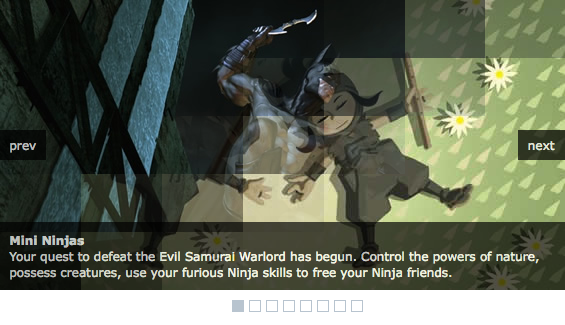 prev
next
Mini Ninjas
Your quest to defeat the Evil Samurai Warlord has begun. Control the powers of nature,
possess creatures, use your furious Ninja skills to free your Ninja friends.